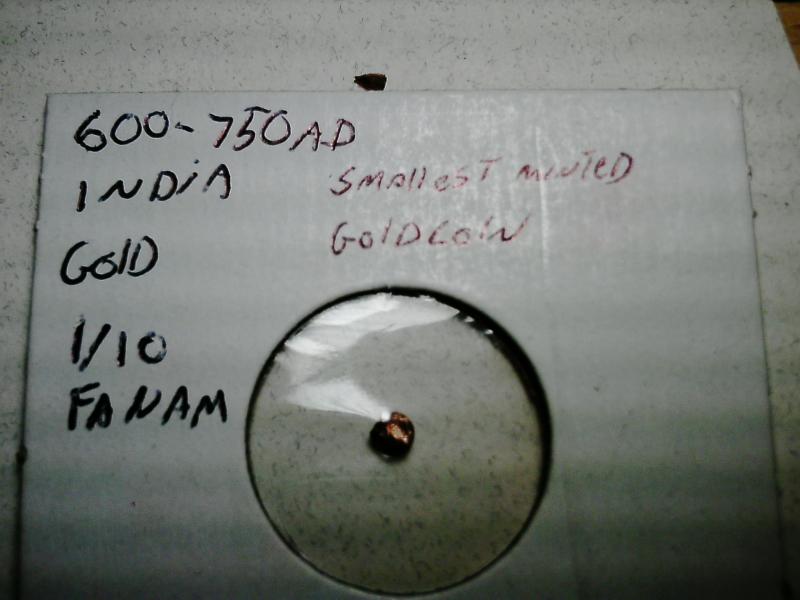 600-750AD
INDIA
SMallesT MINTED
GolD
GolDCoIN
1/10
FANAM